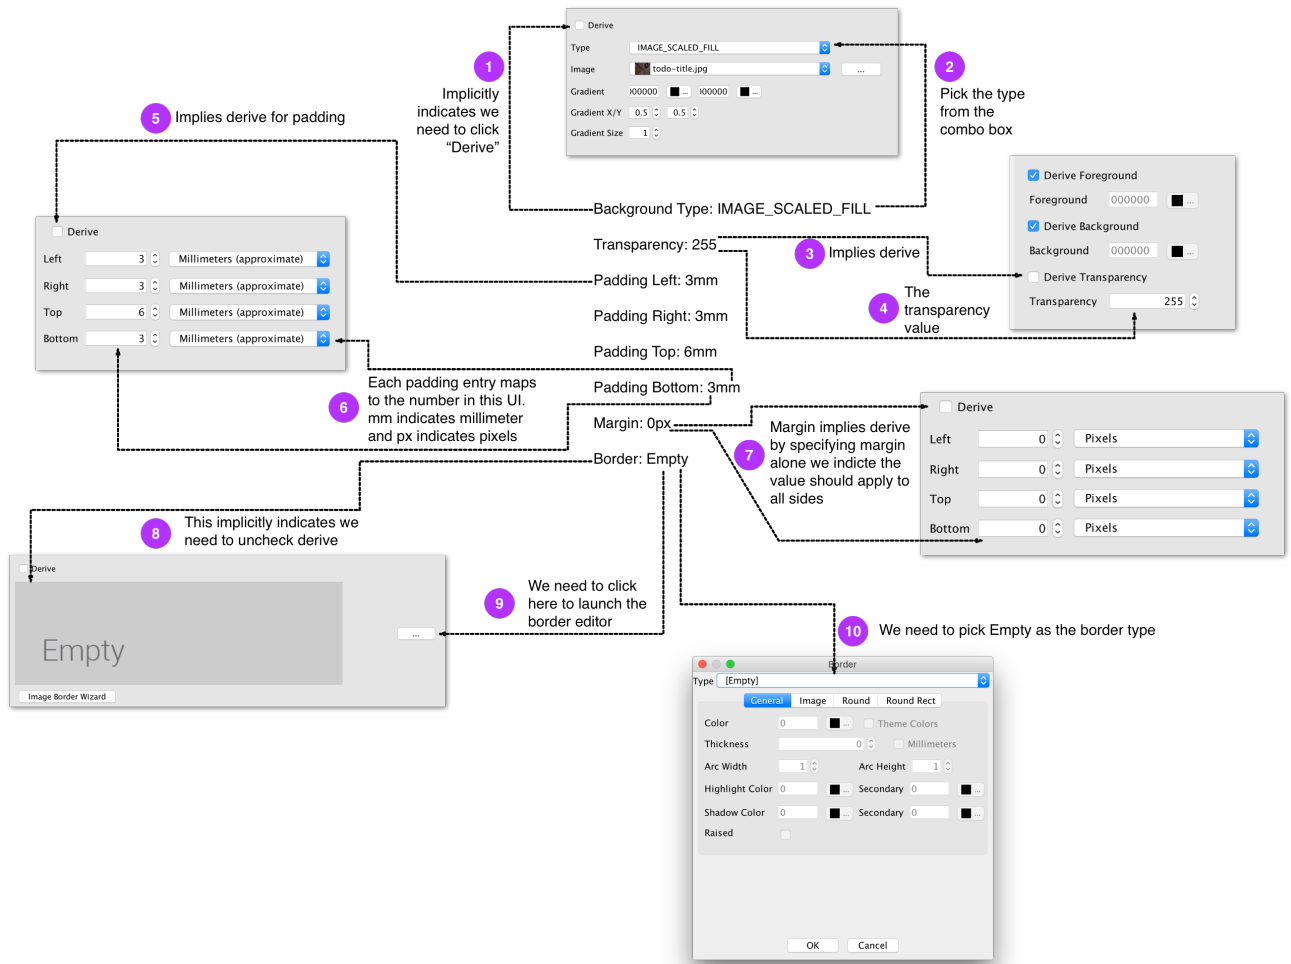 Derive
Type IMAGE_SCALED_FILL
Image todo-title.jpg ...
Gradient 000000 ... 000000 ...
Gradient X/Y 0.5 0.5
Gradient Size 1
1
Implicitly
indicates we
need to click
“Derive”
2
Pick the type
from the
combo box
5 Implies derive for padding
Derive
Left 3 Millimeters (approximate)
Right 3 Millimeters (approximate)
Top 6 Millimeters (approximate)
Bottom 3 Millimeters (approximate)
Background Type: IMAGE_SCALED_FILL
Transparency: 255
Padding Left: 3mm
Padding Right: 3mm
Padding Top: 6mm
Padding Bottom: 3mm
Margin: 0px
Border: Empty
3 Implies derive
4
The
transparency
value
Derive Foreground
Foreground 000000 ...
Derive Background
Background 000000 ...
Derive Transparency
Transparency 255
6
Each padding entry maps
to the number in this UI.
mm indicates millimeter
and px indicates pixels
7
Margin implies derive
by specifying margin
alone we indicte the
value should apply to
all sides
Derive
Left 0 Pixels
Right 0 Pixels
Top 0 Pixels
Bottom 0 Pixels
8
This implicitly indicates we
need to uncheck derive
Derive
Empty
...
Image Border Wizard
9
We need to click
here to launch the
border editor
10 We need to pick Empty as the border type
Border
Type [Empty]
General Image Round Round Rect
Color 0 ... Theme Colors
Thickness 0 Millimeters
Arc Width 1 Arc Height 1
Highlight Color 0 ... Secondary 0 ...
Shadow Color 0 ... Secondary 0 ...
Raised
OK Cancel